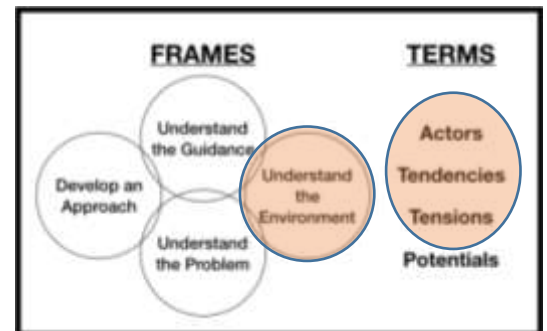 FRAMES
TERMS
Understand
the Guidance
Develop an
Approach
Understand
the
Environment
Understand
the Problem
Actors
Tendencies
Tensions
Potentials